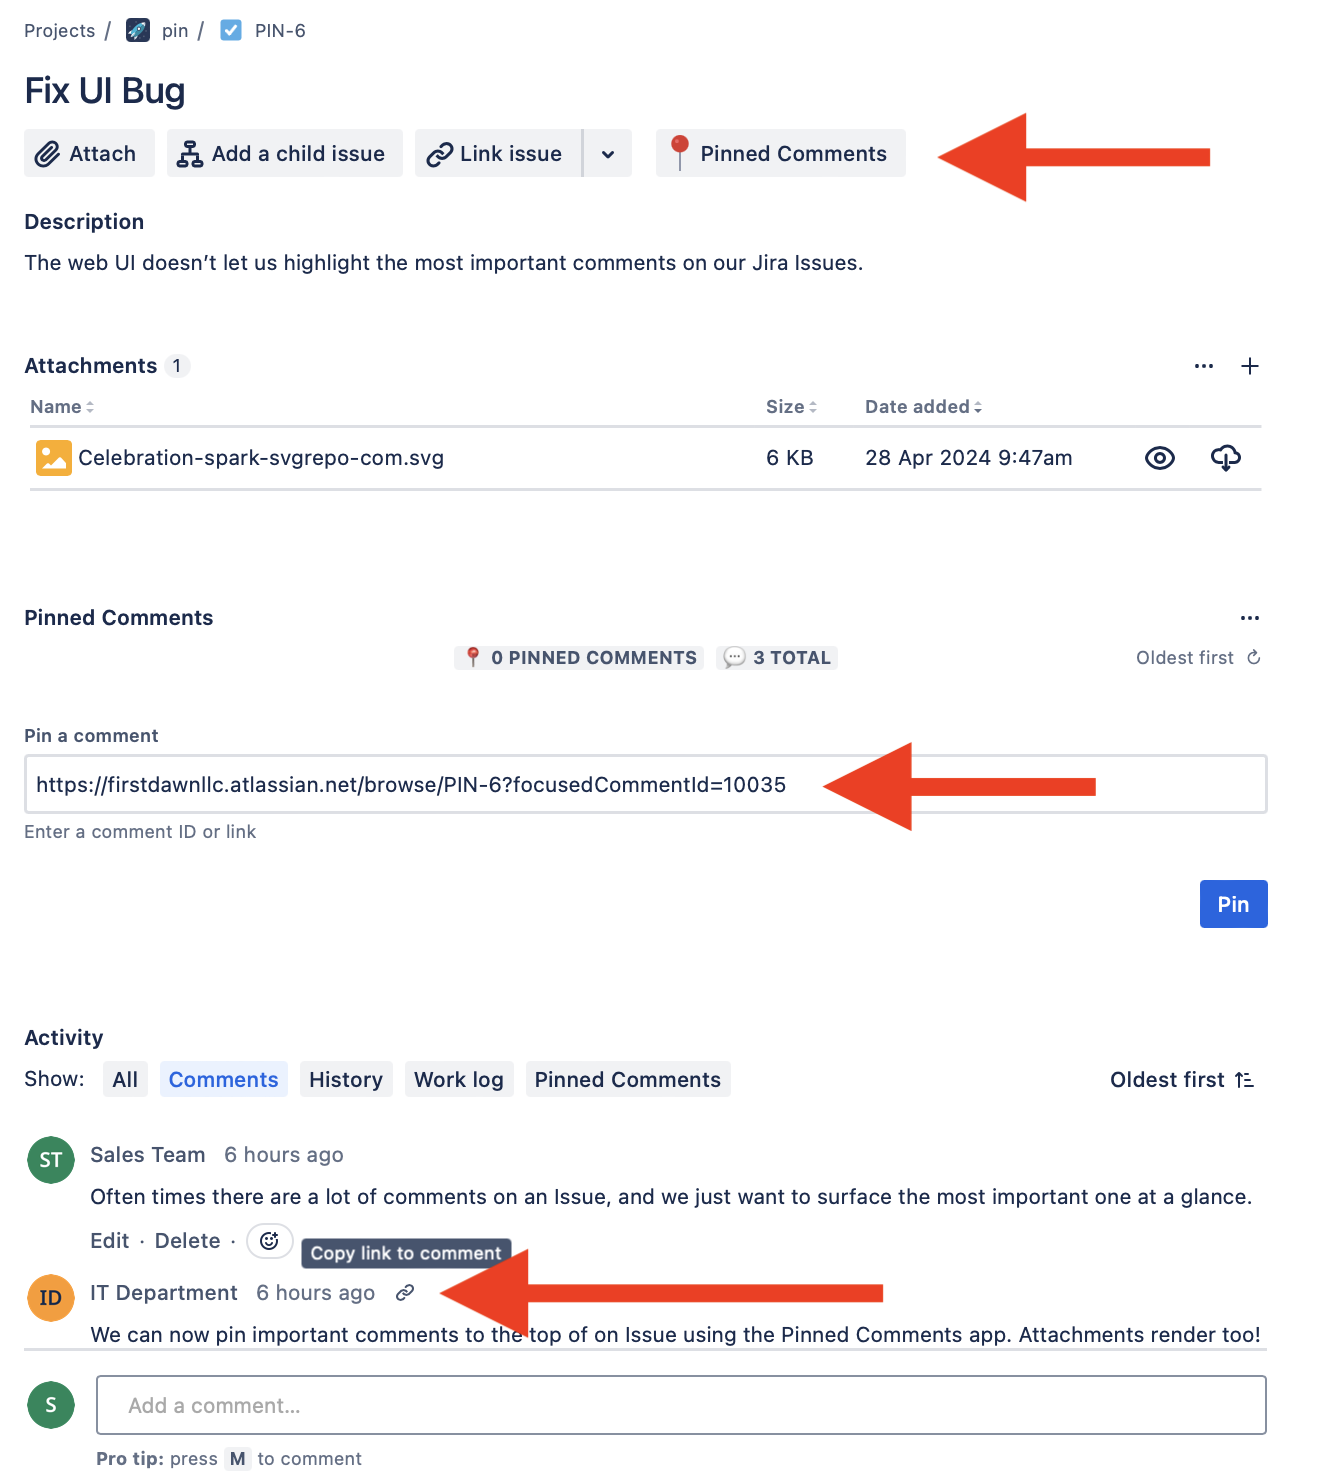 Projects / pin / PIN-6
Fix UI Bug
Attach Add a child issue Link issue Pinned Comments
Description
The web UI doesn't let us highlight the most important comments on our Jira Issues.
Attachments 1
Name Size Date added
Celebration-spark-svgrepo-com.svg 6 KB 28 Apr 2024 9:47am
Pinned Comments
0 PINNED COMMENTS 3 TOTAL Oldest first
Pin a comment
https://firstdawnllc.atlassian.net/browse/PIN-6?focusedCommentId=10035
Enter a comment ID or link
Pin
Activity
Show: All Comments History Work log Pinned Comments Oldest first
ST Sales Team 6 hours ago
Often times there are a lot of comments on an Issue, and we just want to surface the most important one at a glance.
Edit · Delete ·
Copy link to comment
ID IT Department 6 hours ago
We can now pin important comments to the top of on Issue using the Pinned Comments app. Attachments render too!
S Add a comment...
Pro tip: press M to comment